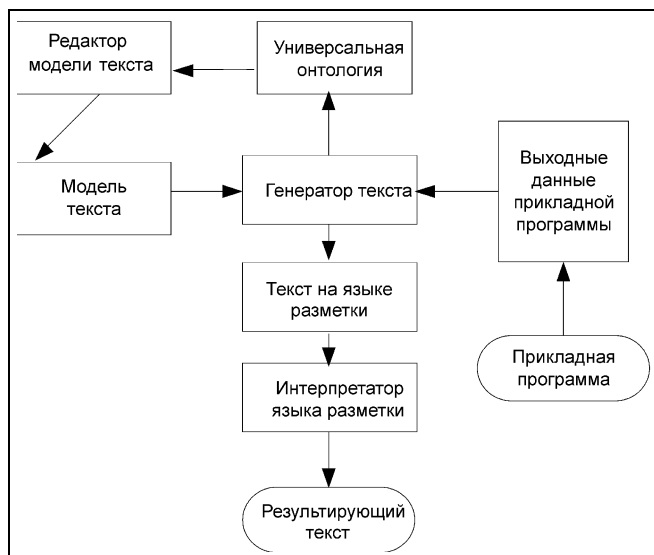 Редактор
модели текста
Универсальная
онтология
Выходные
данные
прикладной
программы
Модель
текста
Генератор текста
Текст на языке
разметки
Прикладная
программа
Интерпретатор
языка разметки
Результирующий
текст